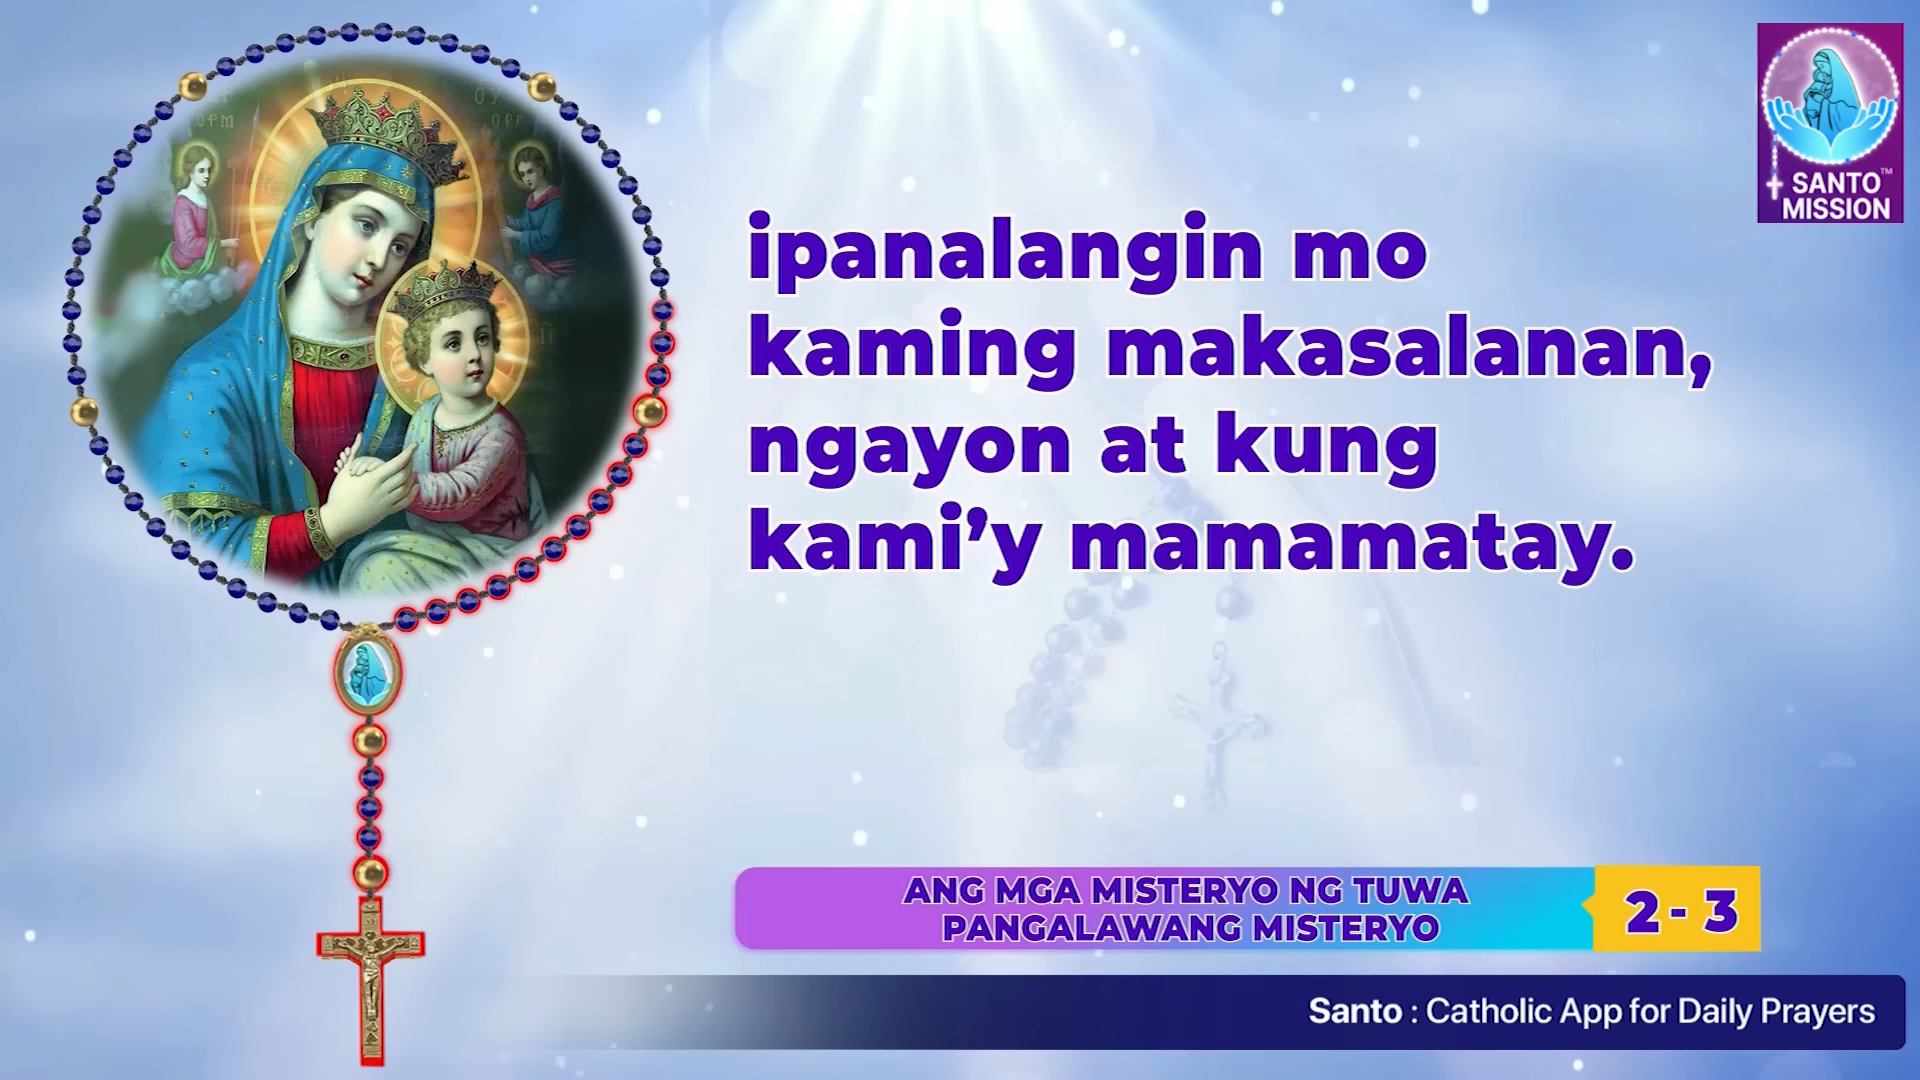 SANTO™
MISSION
ipanalangin mo
kaming makasalanan,
ngayon at kung
kami’y mamamatay.
ANG MGA MISTERYO NG TUWA
PANGALAWANG MISTERYO
2 - 3
Santo : Catholic App for Daily Prayers